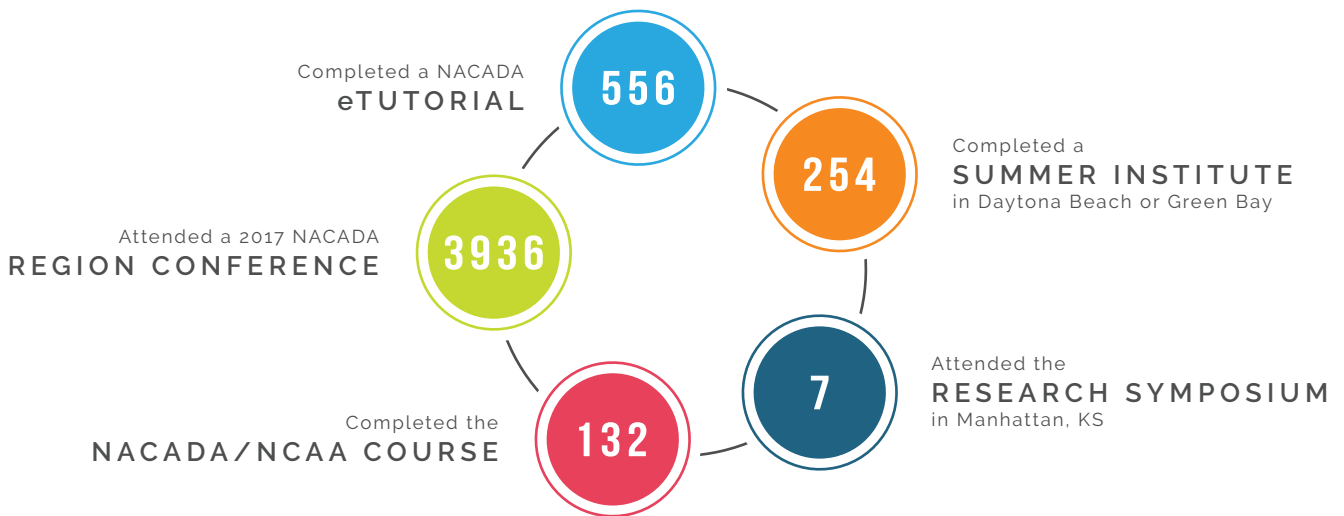 Completed a NACADA
eTUTORIAL
556
254
Completed a
SUMMER INSTITUTE
in Daytona Beach or Green Bay
Attended a 2017 NACADA
REGION CONFERENCE
3936
7
Attended the
RESEARCH SYMPOSIUM
in Manhattan, KS
Completed the
NACADA/NCAA COURSE
132